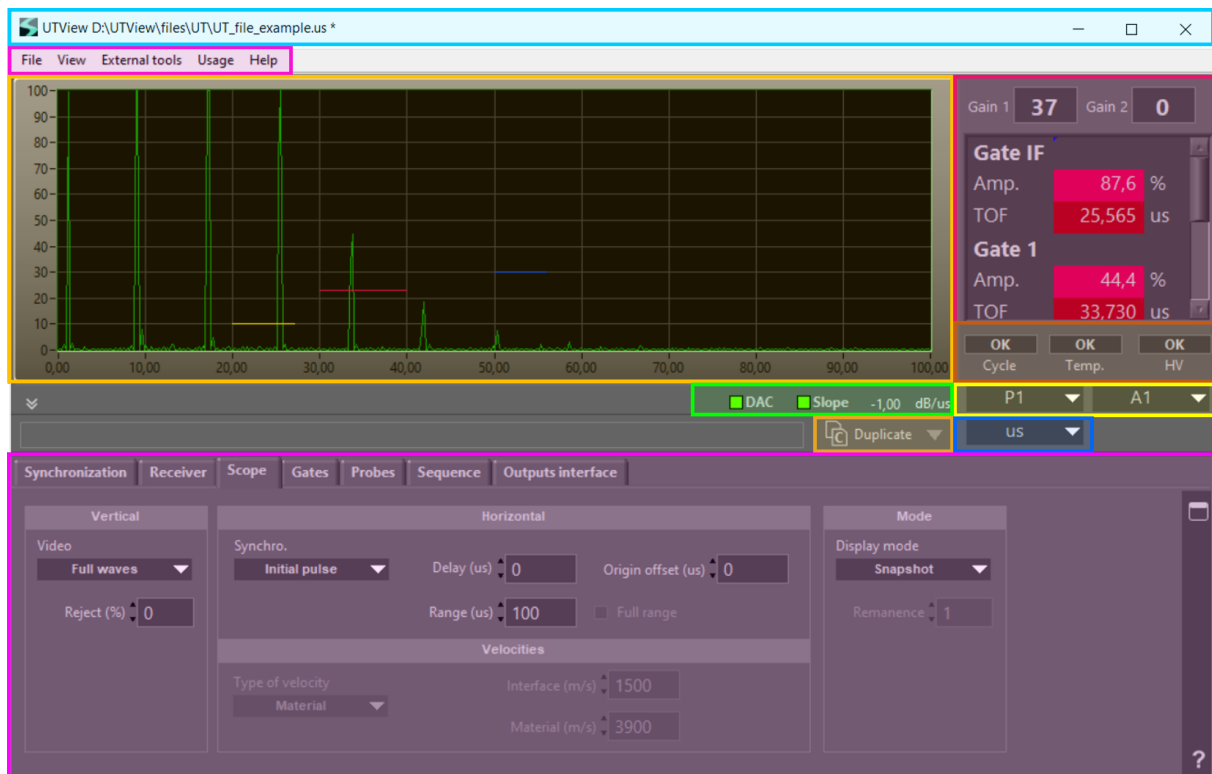 UTView D:\UTView\files\UT\UT_file_example.us *
File View External tools Usage Help
100
90
80
70
60
50
40
30
20
10
0
0,00 10,00 20,00 30,00 40,00 50,00 60,00 70,00 80,00 90,00 100,00
Gain 1 37 Gain 2 0
Gate IF
Amp. 87,6 %
TOF 25,565 us
Gate 1
Amp. 44,4 %
TOF 33,730 us
OK OK OK
Cycle Temp. HV
DAC Slope -1,00 dB/us P1 A1
C Duplicate us
Synchronization Receiver Scope Gates Probes Sequence Outputs interface
Vertical Horizontal Mode
Video Synchro. Display mode
Full waves Initial pulse Delay (us) 0 Origin offset (us) 0 Snapshot
Reject (%) 0 Range (us) 100 Full range Remanence 1
Velocities
Type of velocity Interface (m/s) 1500
Material Material (m/s) 3900
?